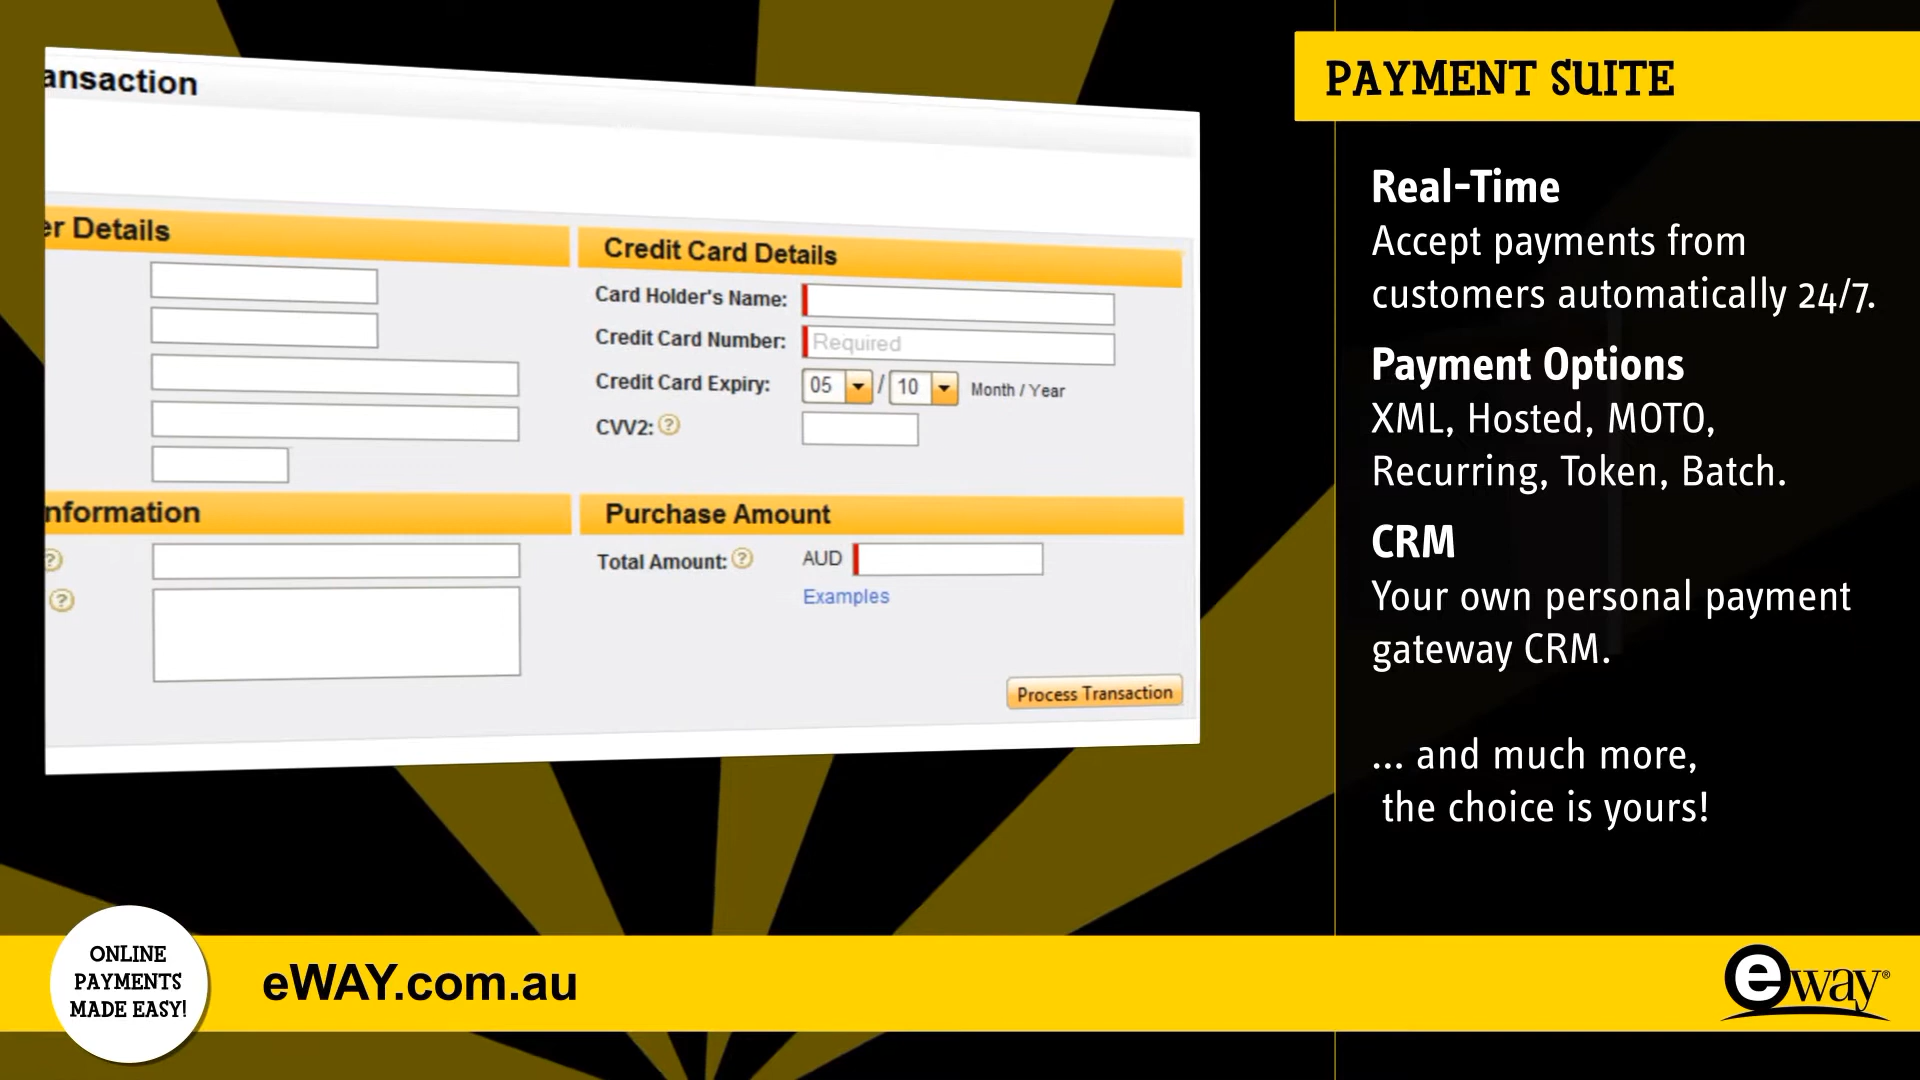 ansaction
er Details
Credit Card Details
Card Holder's Name:
Credit Card Number: Required
Credit Card Expiry: 05 / 10 Month / Year
CVV2: ?
nformation
Purchase Amount
?
Total Amount: ? AUD
?
Examples
Process Transaction
PAYMENT SUITE
Real-Time
Accept payments from
customers automatically 24/7.
Payment Options
XML, Hosted, MOTO,
Recurring, Token, Batch.
CRM
Your own personal payment
gateway CRM.
... and much more,
the choice is yours!
ONLINE
PAYMENTS
MADE EASY!
eWAY.com.au
eway®